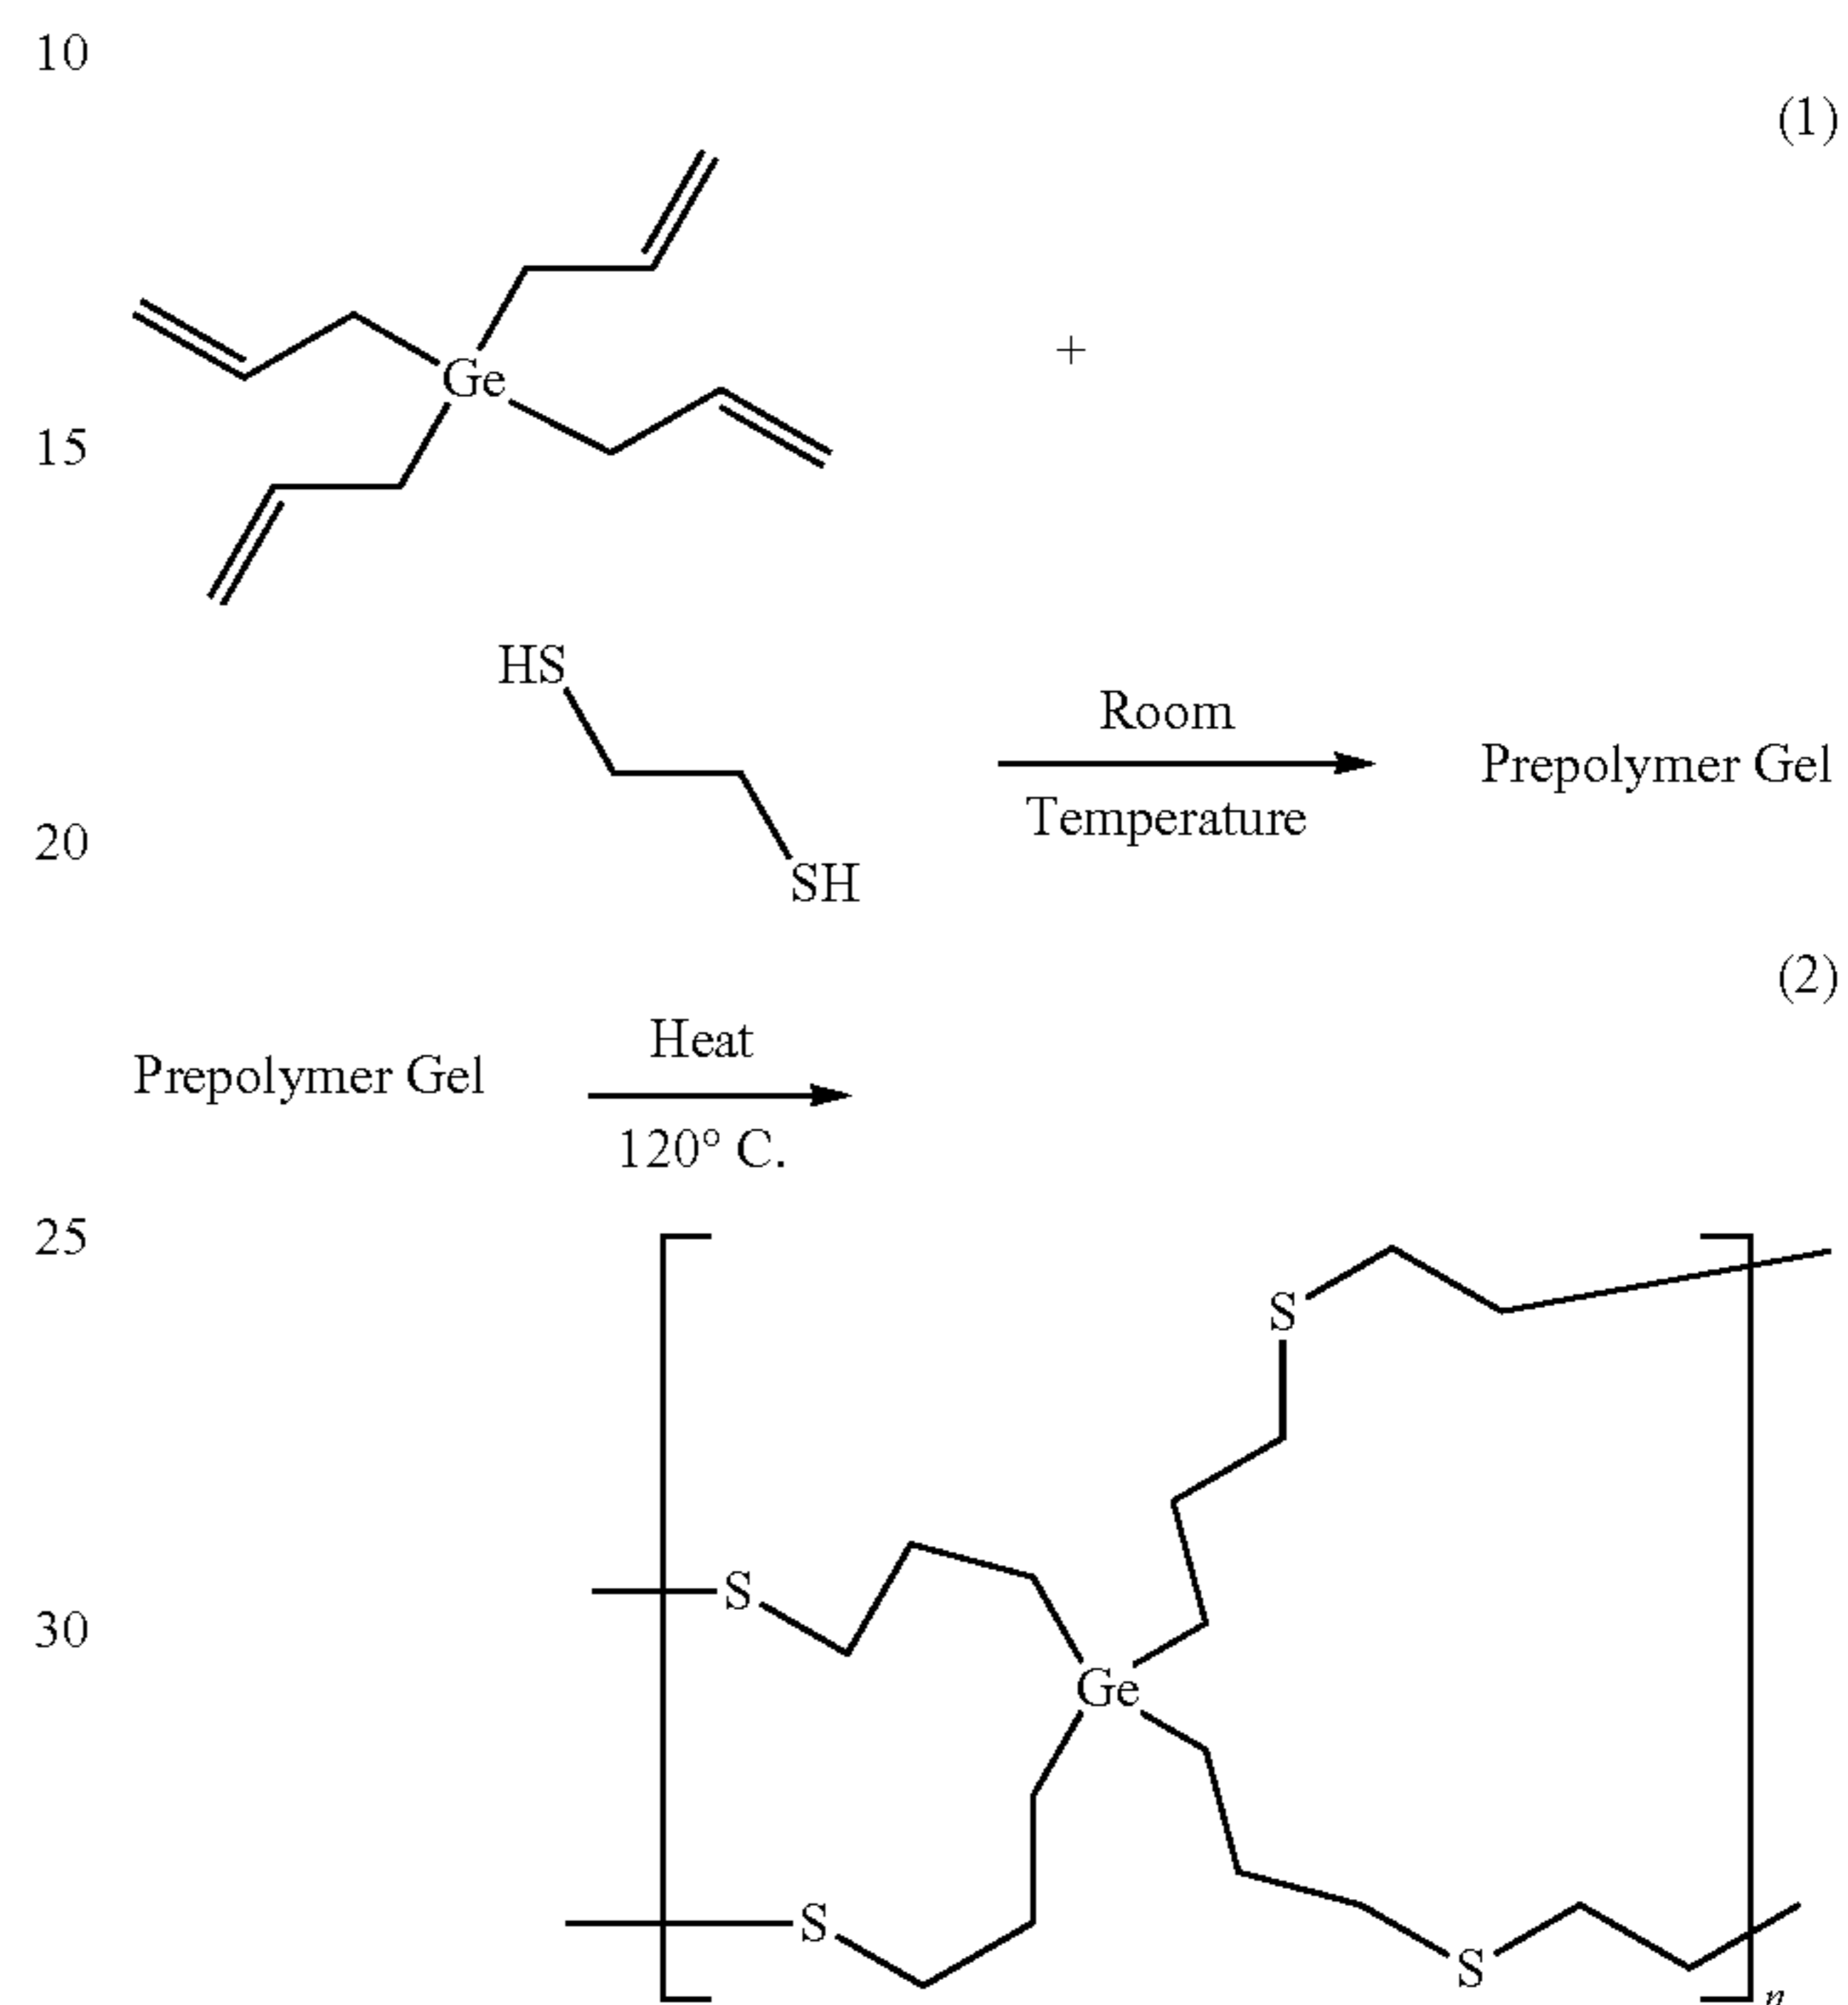 10
(1)
Ge
+
15
HS
Room
Prepolymer Gel
Temperature
20
SH
(2)
Heat
Prepolymer Gel
120° C.
25
S
S
30
Ge
S
S
n